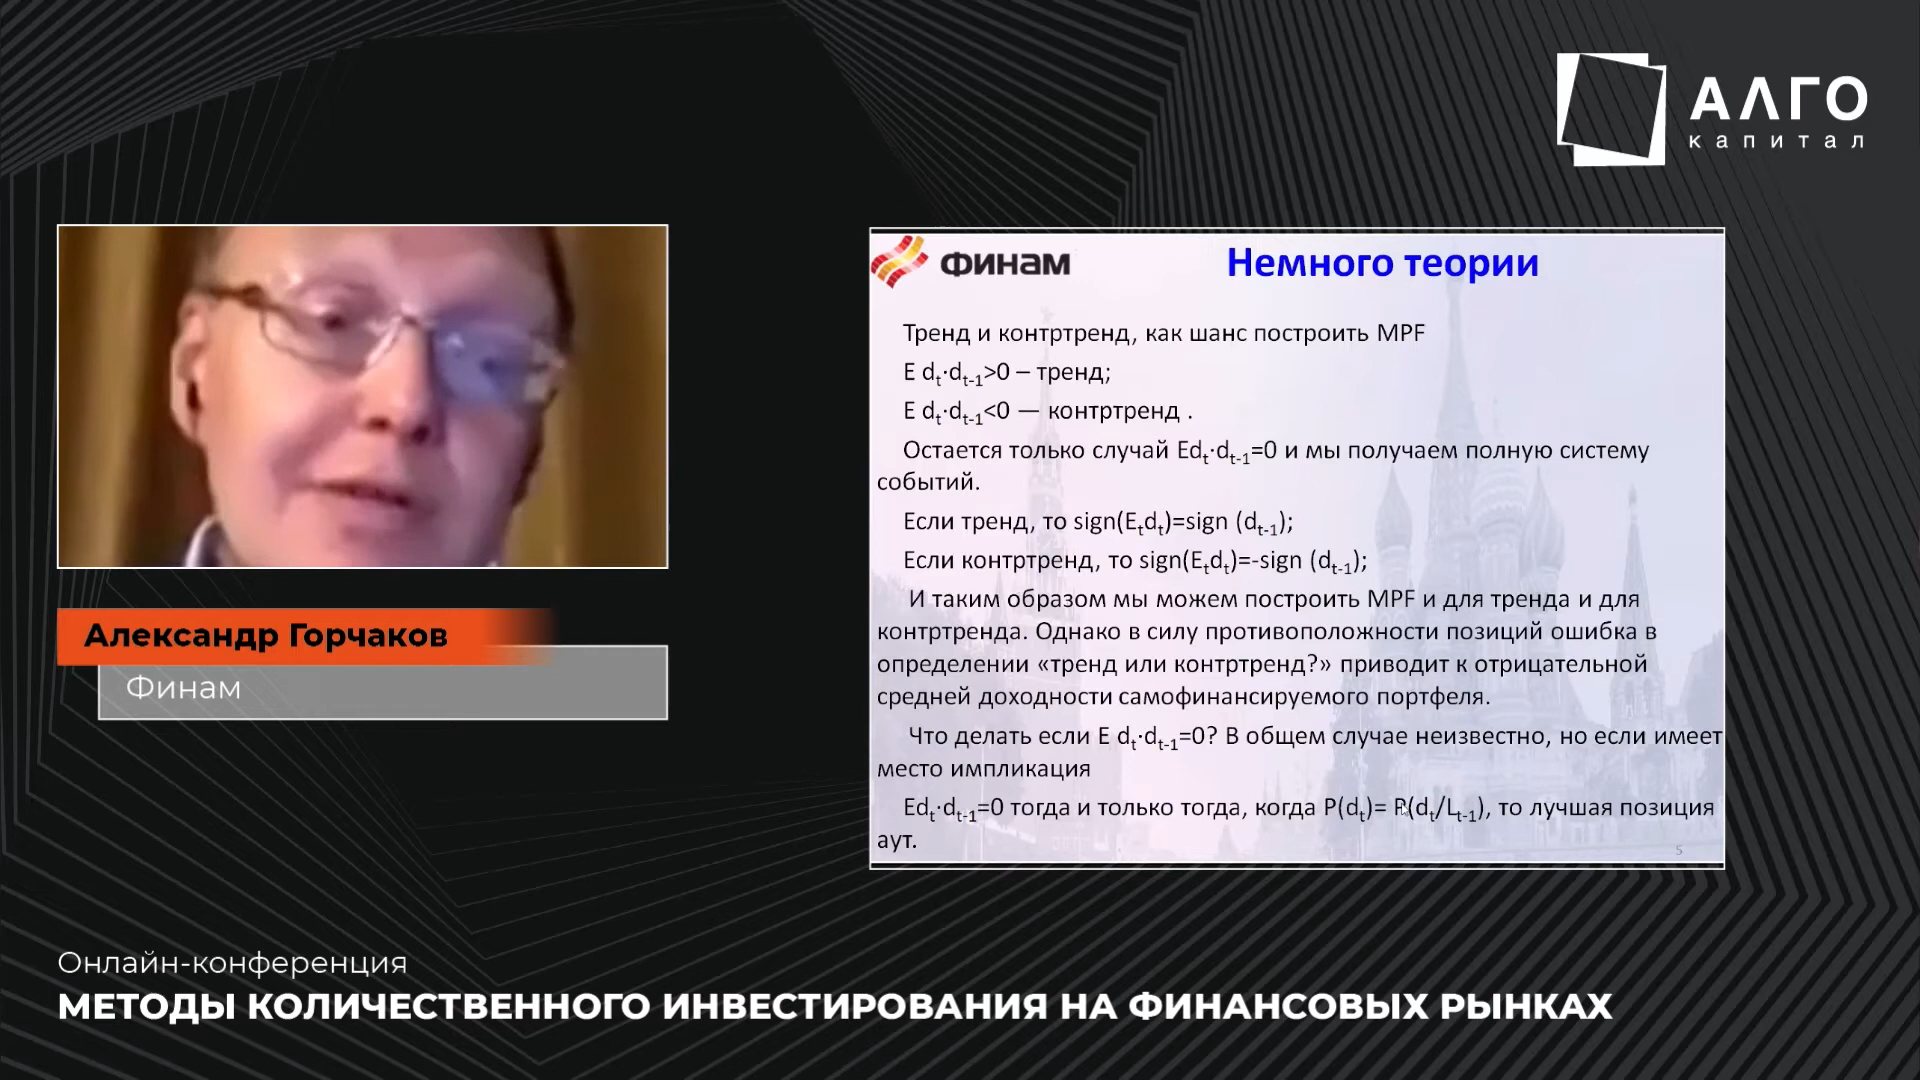 АЛГО
капитал
ФИНАМ
Немного теории
Тренд и контртренд, как шанс построить MPF
E dt·dt-1>0 – тренд;
E dt·dt-1<0 — контртренд .
Остается только случай Edt·dt-1=0 и мы получаем полную систему
событий.
Если тренд, то sign(Etdt)=sign (dt-1);
Если контртренд, то sign(Etdt)=-sign (dt-1);
И таким образом мы можем построить MPF и для тренда и для
контртренда. Однако в силу противоположности позиций ошибка в
определении «тренд или контртренд?» приводит к отрицательной
средней доходности самофинансируемого портфеля.
Что делать если E dt·dt-1=0? В общем случае неизвестно, но если имеет
место импликация
Edt·dt-1=0 тогда и только тогда, когда P(dt)= P(dt/Lt-1), то лучшая позиция
аут.
5
Александр Горчаков
Финам
Онлайн-конференция
МЕТОДЫ КОЛИЧЕСТВЕННОГО ИНВЕСТИРОВАНИЯ НА ФИНАНСОВЫХ РЫНКАХ